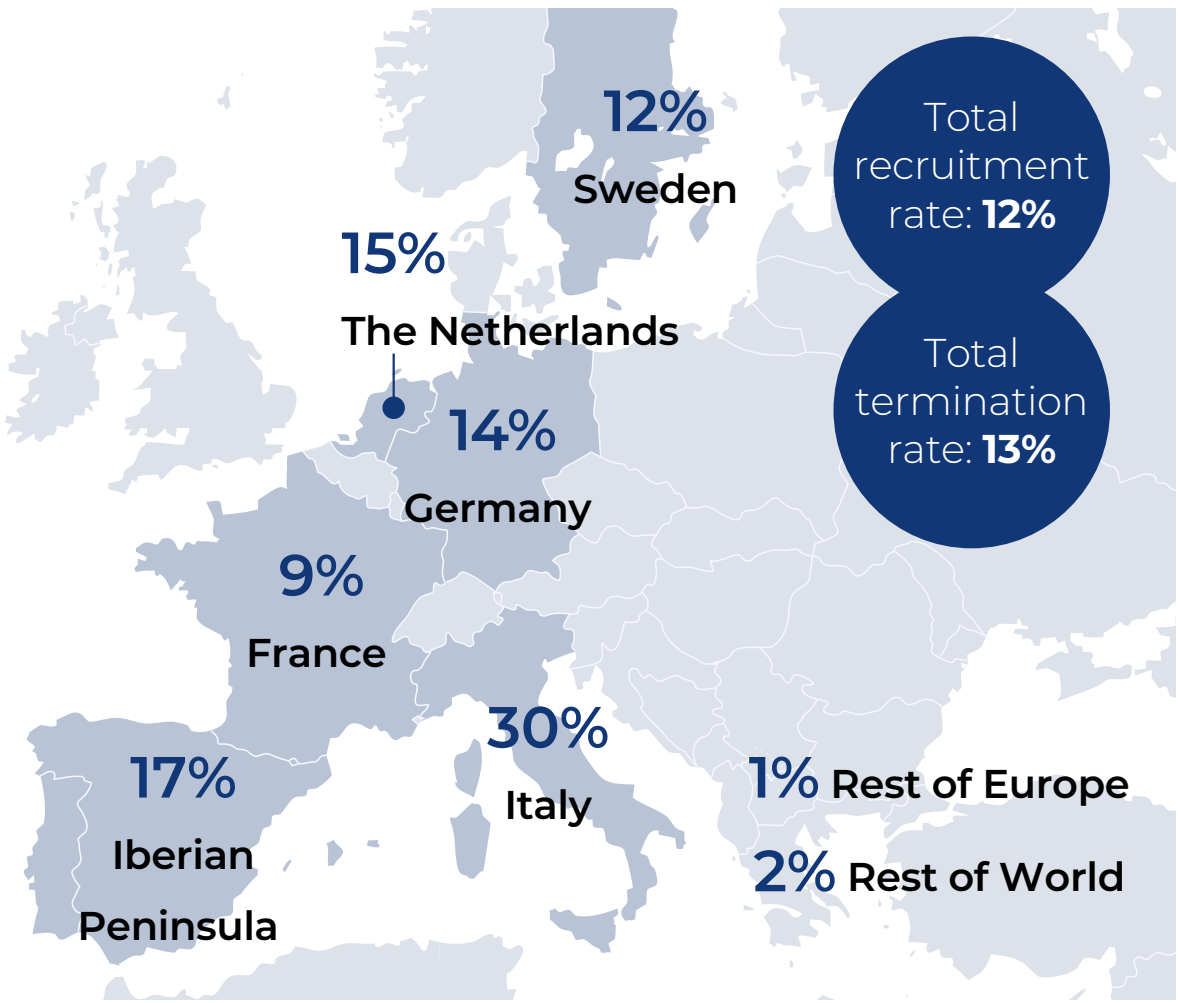 12%
Sweden
Total
recruitment
rate: 12%
15%
The Netherlands
Total
termination
rate: 13%
14%
Germany
9%
France
30%
Italy
17%
Iberian
Peninsula
1% Rest of Europe
2% Rest of World